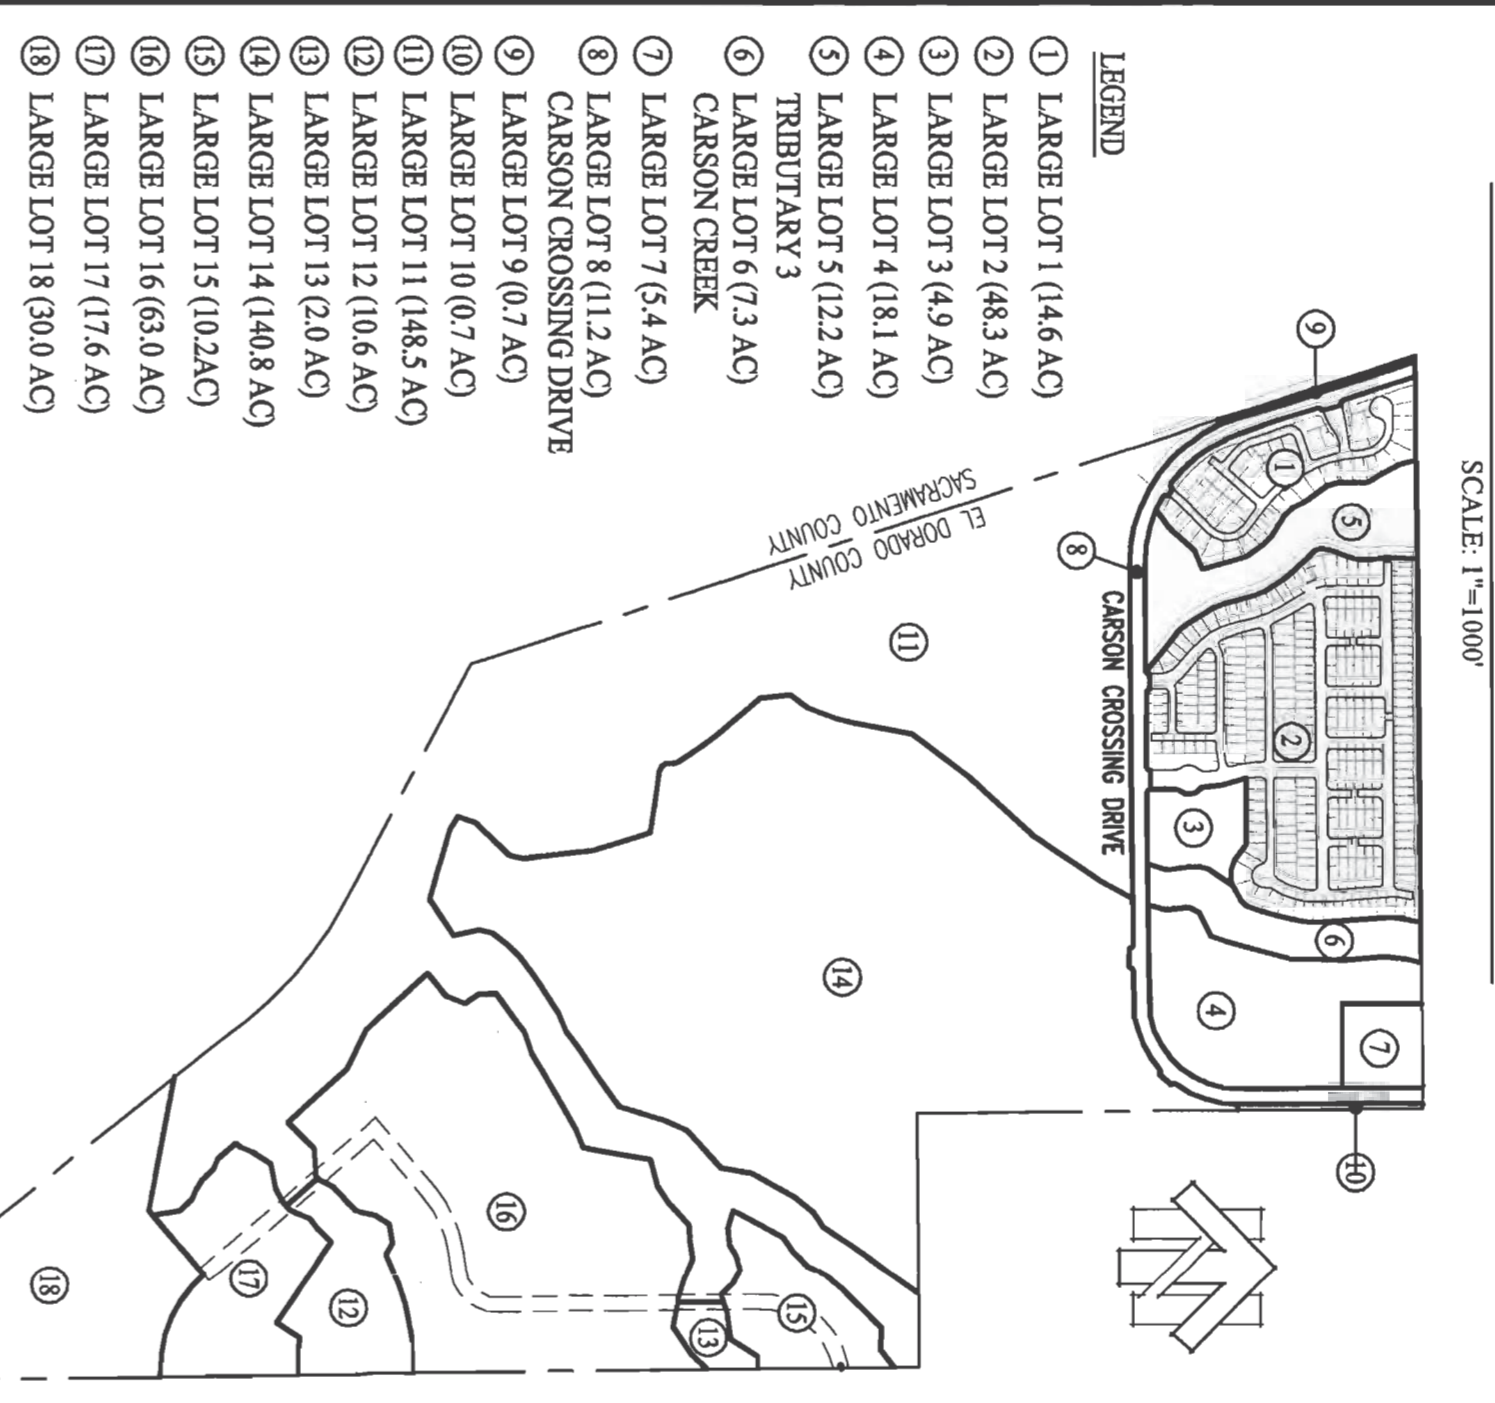 SCALE: 1"=1000'
LEGEND
① LARGE LOT 1 (14.6 AC)
② LARGE LOT 2 (48.3 AC)
③ LARGE LOT 3 (4.9 AC)
④ LARGE LOT 4 (18.1 AC)
⑤ LARGE LOT 5 (12.2 AC)
TRIBUTARY 3
⑥ LARGE LOT 6 (7.3 AC)
CARSON CREEK
⑦ LARGE LOT 7 (5.4 AC)
⑧ LARGE LOT 8 (11.2 AC)
CARSON CROSSING DRIVE
⑨ LARGE LOT 9 (0.7 AC)
⑩ LARGE LOT 10 (0.7 AC)
⑪ LARGE LOT 11 (148.5 AC)
⑫ LARGE LOT 12 (10.6 AC)
⑬ LARGE LOT 13 (2.0 AC)
⑭ LARGE LOT 14 (140.8 AC)
⑮ LARGE LOT 15 (10.2AC)
⑯ LARGE LOT 16 (63.0 AC)
⑰ LARGE LOT 17 (17.6 AC)
⑱ LARGE LOT 18 (30.0 AC)
⑨
①
⑤
②
③
⑥
④
⑦
⑩
⑧
CARSON CROSSING DRIVE
EL DORADO COUNTY
SACRAMENTO COUNTY
⑪
⑭
⑯
⑮
⑬
⑫
⑰
⑱